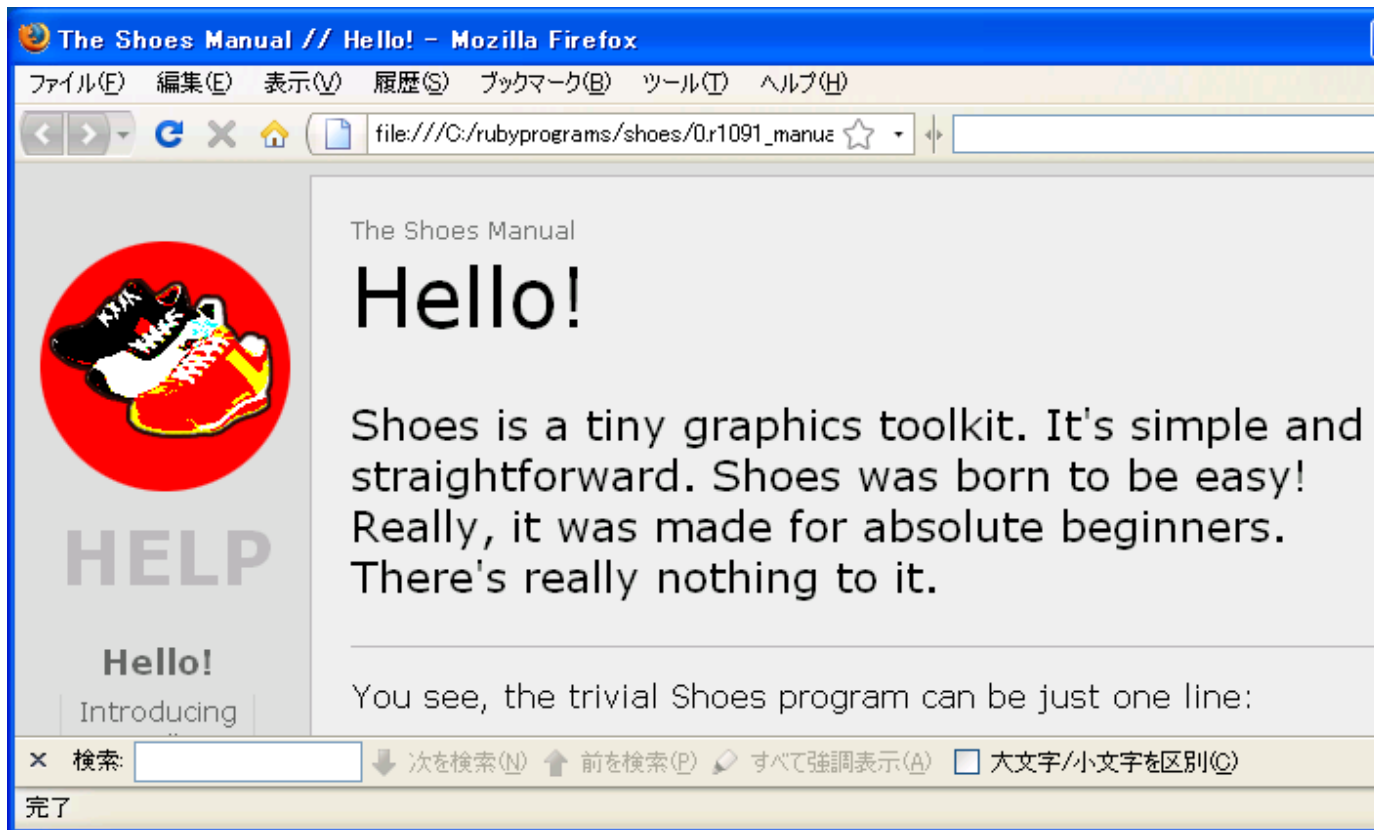 The Shoes Manual // Hello! - Mozilla Firefox
ファイル(F) 編集(E) 表示(V) 履歴(S) ブックマーク(B) ツール(T) ヘルプ(H)
file:///C:/rubyprograms/shoes/0.r1091_manua
The Shoes Manual
Hello!
Shoes is a tiny graphics toolkit. It's simple and
straightforward. Shoes was born to be easy!
Really, it was made for absolute beginners.
There's really nothing to it.
You see, the trivial Shoes program can be just one line:
HELP
Hello!
Introducing
× 検索: 次を検索(N) 前を検索(P) すべて強調表示(A) 大文字/小文字を区別(C)
完了